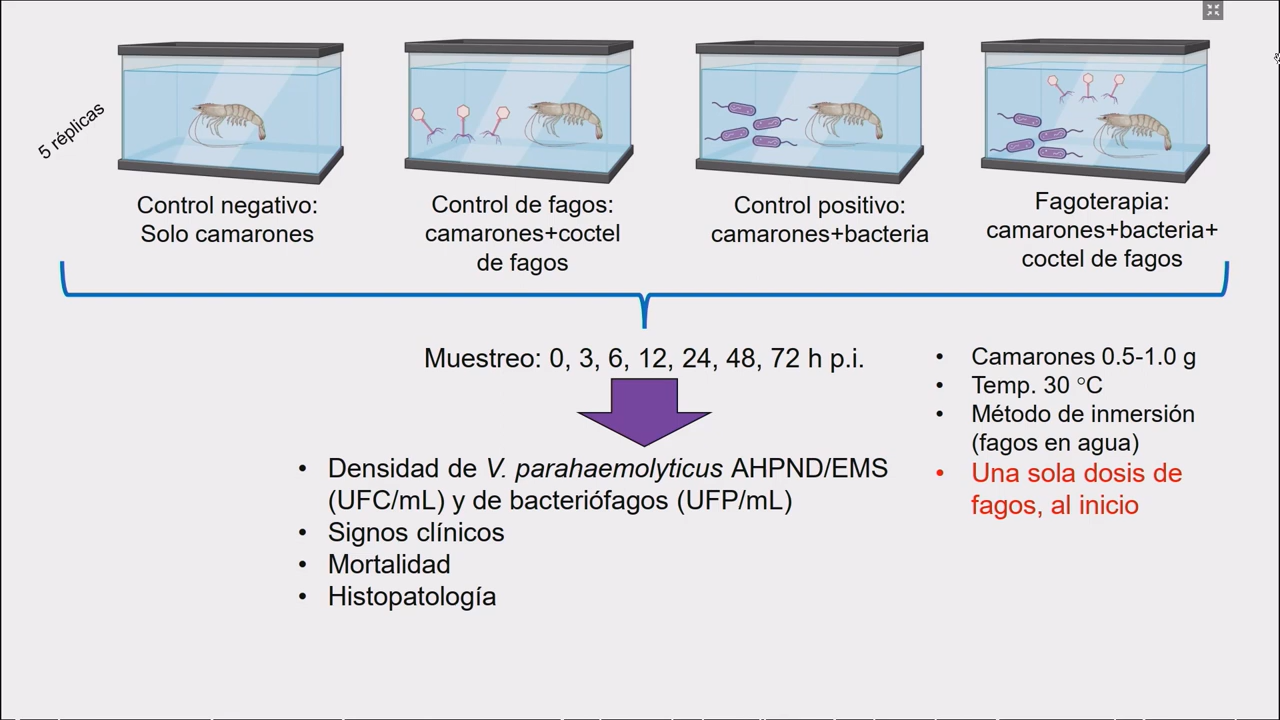 5 réplicas
Control negativo:
Solo camarones
Control de fagos:
camarones+coctel
de fagos
Control positivo:
camarones+bacteria
Fagoterapia:
camarones+bacteria+
coctel de fagos
Muestreo: 0, 3, 6, 12, 24, 48, 72 h p.i.
• Densidad de V. parahaemolyticus AHPND/EMS
(UFC/mL) y de bacteriófagos (UFP/mL)
• Signos clínicos
• Mortalidad
• Histopatología
• Camarones 0.5-1.0 g
• Temp. 30 °C
• Método de inmersión
(fagos en agua)
• Una sola dosis de
fagos, al inicio